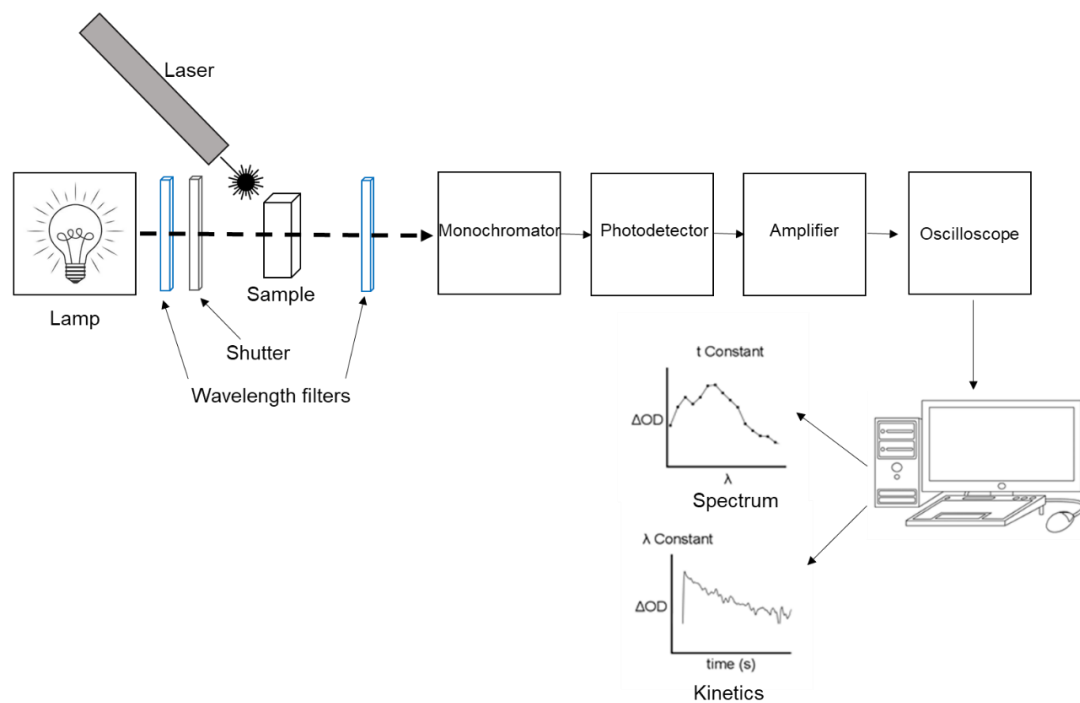 Laser
Lamp
Sample
Shutter
Wavelength filters
Monochromator
Photodetector
Amplifier
Oscilloscope
t Constant
ΔOD
λ
Spectrum
λ Constant
ΔOD
time (s)
Kinetics